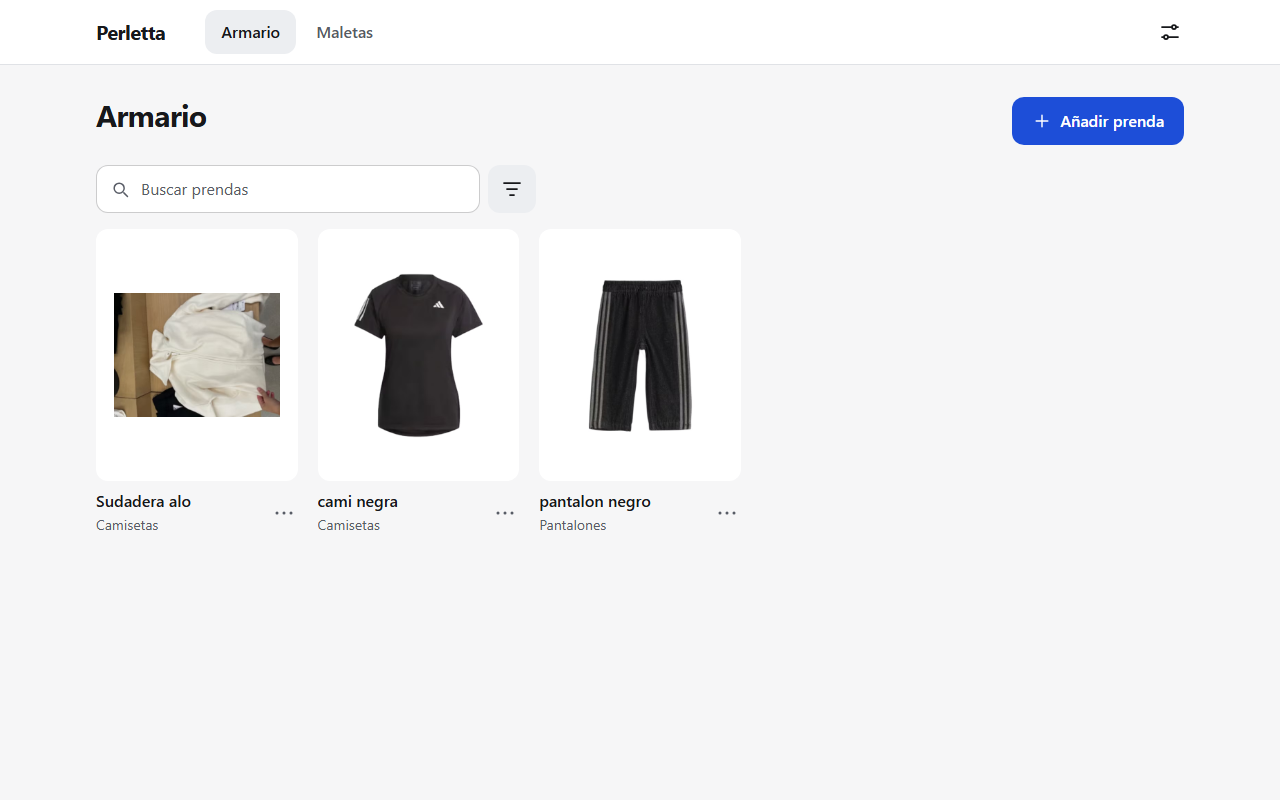 Perletta
Armario
Maletas
Armario
Añadir prenda
Buscar prendas
Sudadera alo
Camisetas
cami negra
Camisetas
pantalon negro
Pantalones